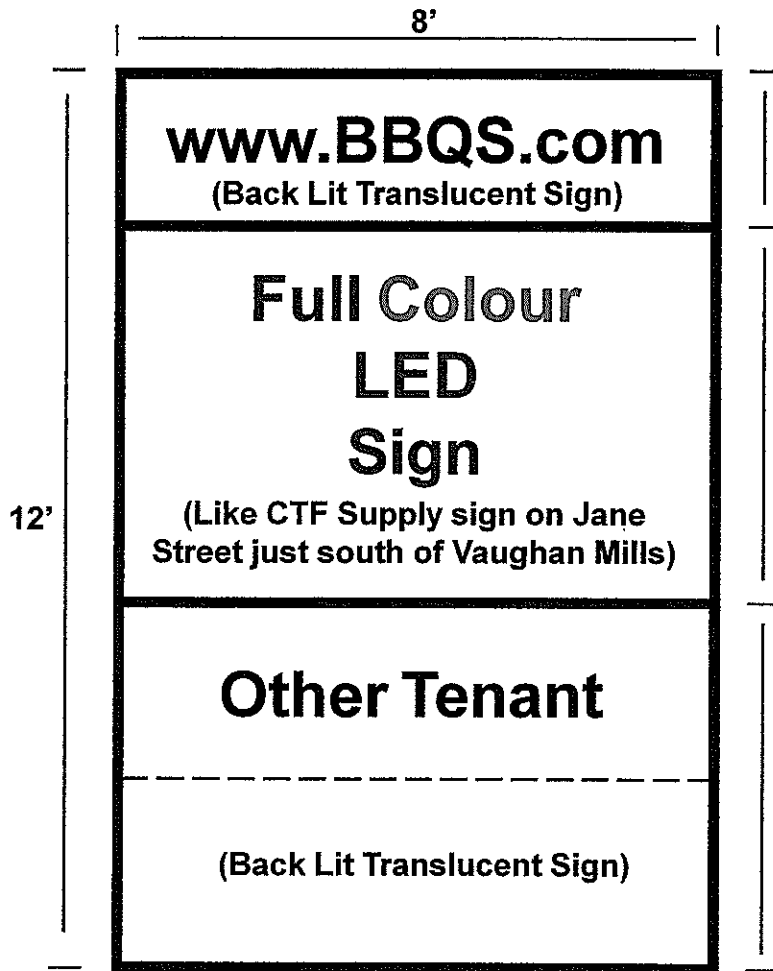 8'
www.BBQS.com
(Back Lit Translucent Sign)
Full Colour
LED
Sign
(Like CTF Supply sign on Jane
Street just south of Vaughan Mills)
12'
Other Tenant
(Back Lit Translucent Sign)